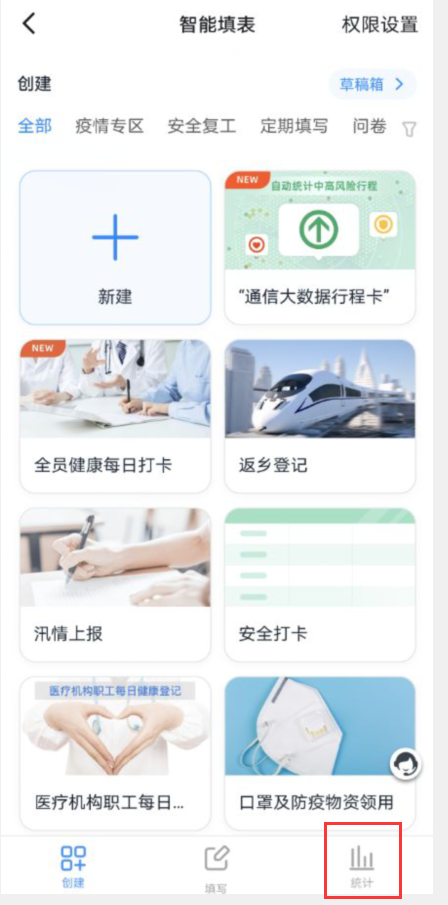 智能填表
权限设置
创建
草稿箱
全部 疫情专区 安全复工 定期填写 问卷
新建
NEW
自动统计中高风险行程
“通信大数据行程卡”
NEW
全员健康每日打卡
返乡登记
汛情上报
安全打卡
医疗机构职工每日健康登记
医疗机构职工每日...
口罩及防疫物资领用
创建
填写
统计